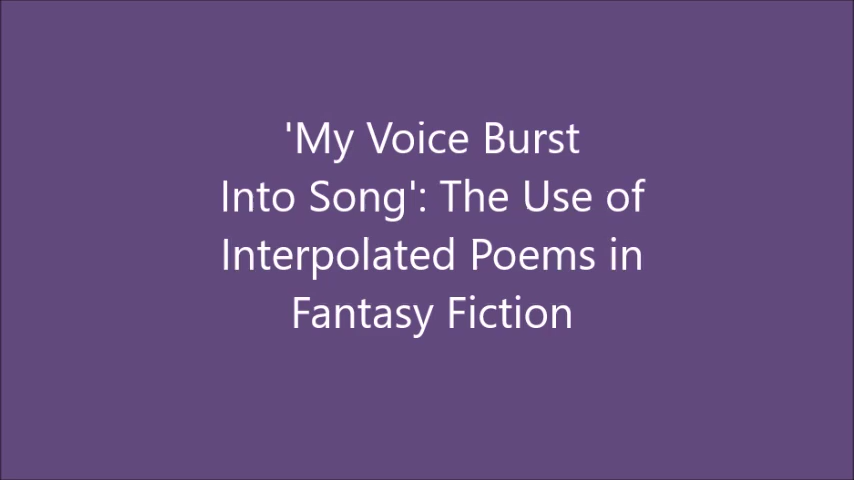 'My Voice Burst
Into Song': The Use of
Interpolated Poems in
Fantasy Fiction